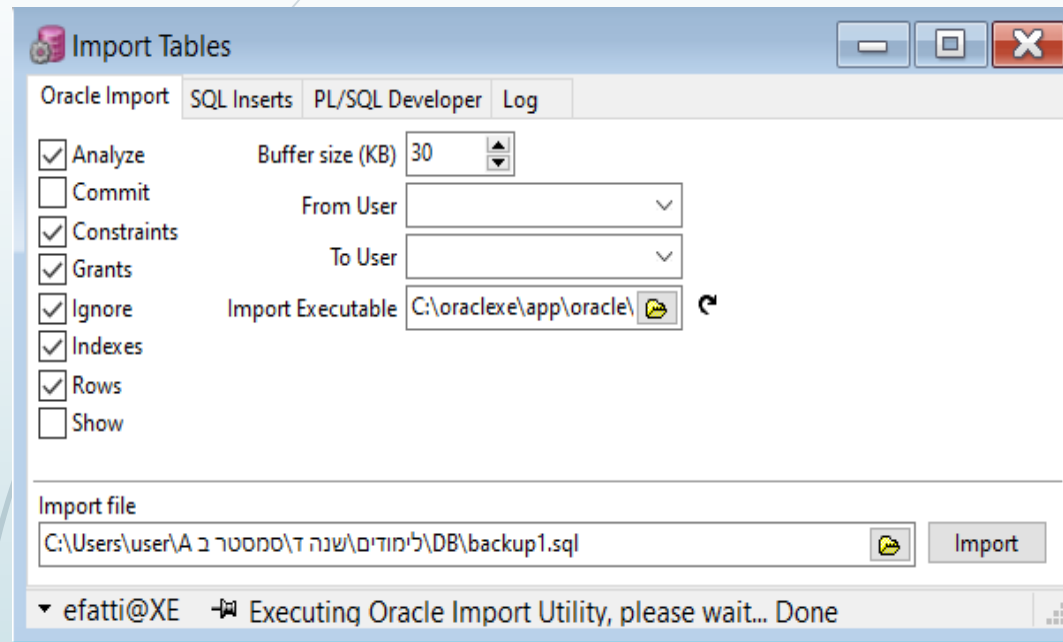 Import Tables
Oracle Import SQL Inserts PL/SQL Developer Log
Analyze
Commit
Constraints
Grants
Ignore
Indexes
Rows
Show
Buffer size (KB) 30
From User
To User
Import Executable C:\oraclexe\app\oracle\
Import file
C:\Users\user\A לימודים\שנה ד\סמסטר ב\DB\backup1.sql
Import
efatti@XE Executing Oracle Import Utility, please wait... Done